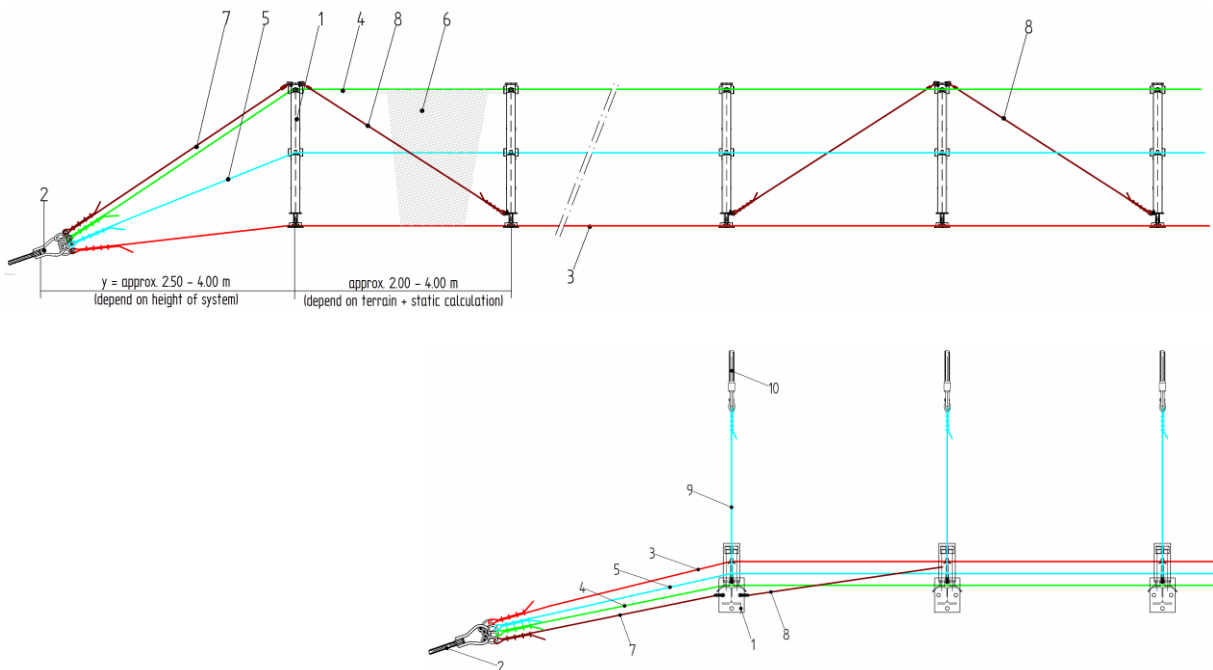 7 5 1 4 8 6 8
2
3
y = approx. 2.50 - 4.00 m
(depend on height of system)
approx. 2.00 - 4.00 m
(depend on terrain + static calculation)
10
9
3
5
4
7
1
8
2